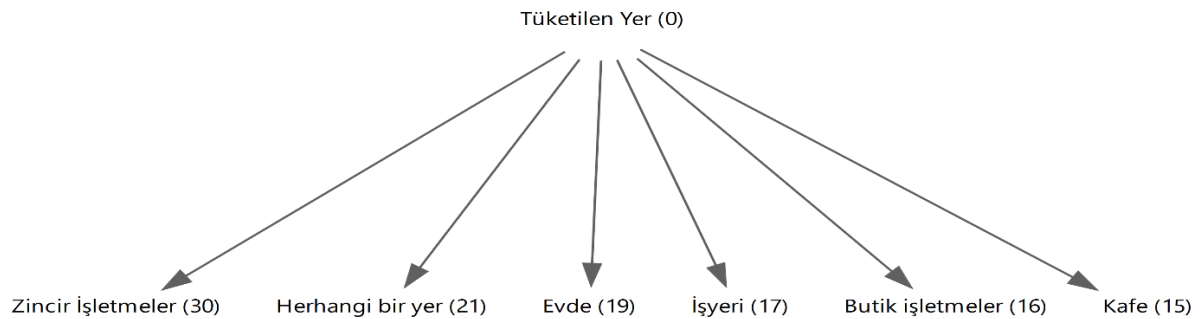 Tüketilen Yer (0)
Zincir İşletmeler (30)
Herhangi bir yer (21)
Evde (19)
İşyeri (17)
Butik işletmeler (16)
Kafe (15)